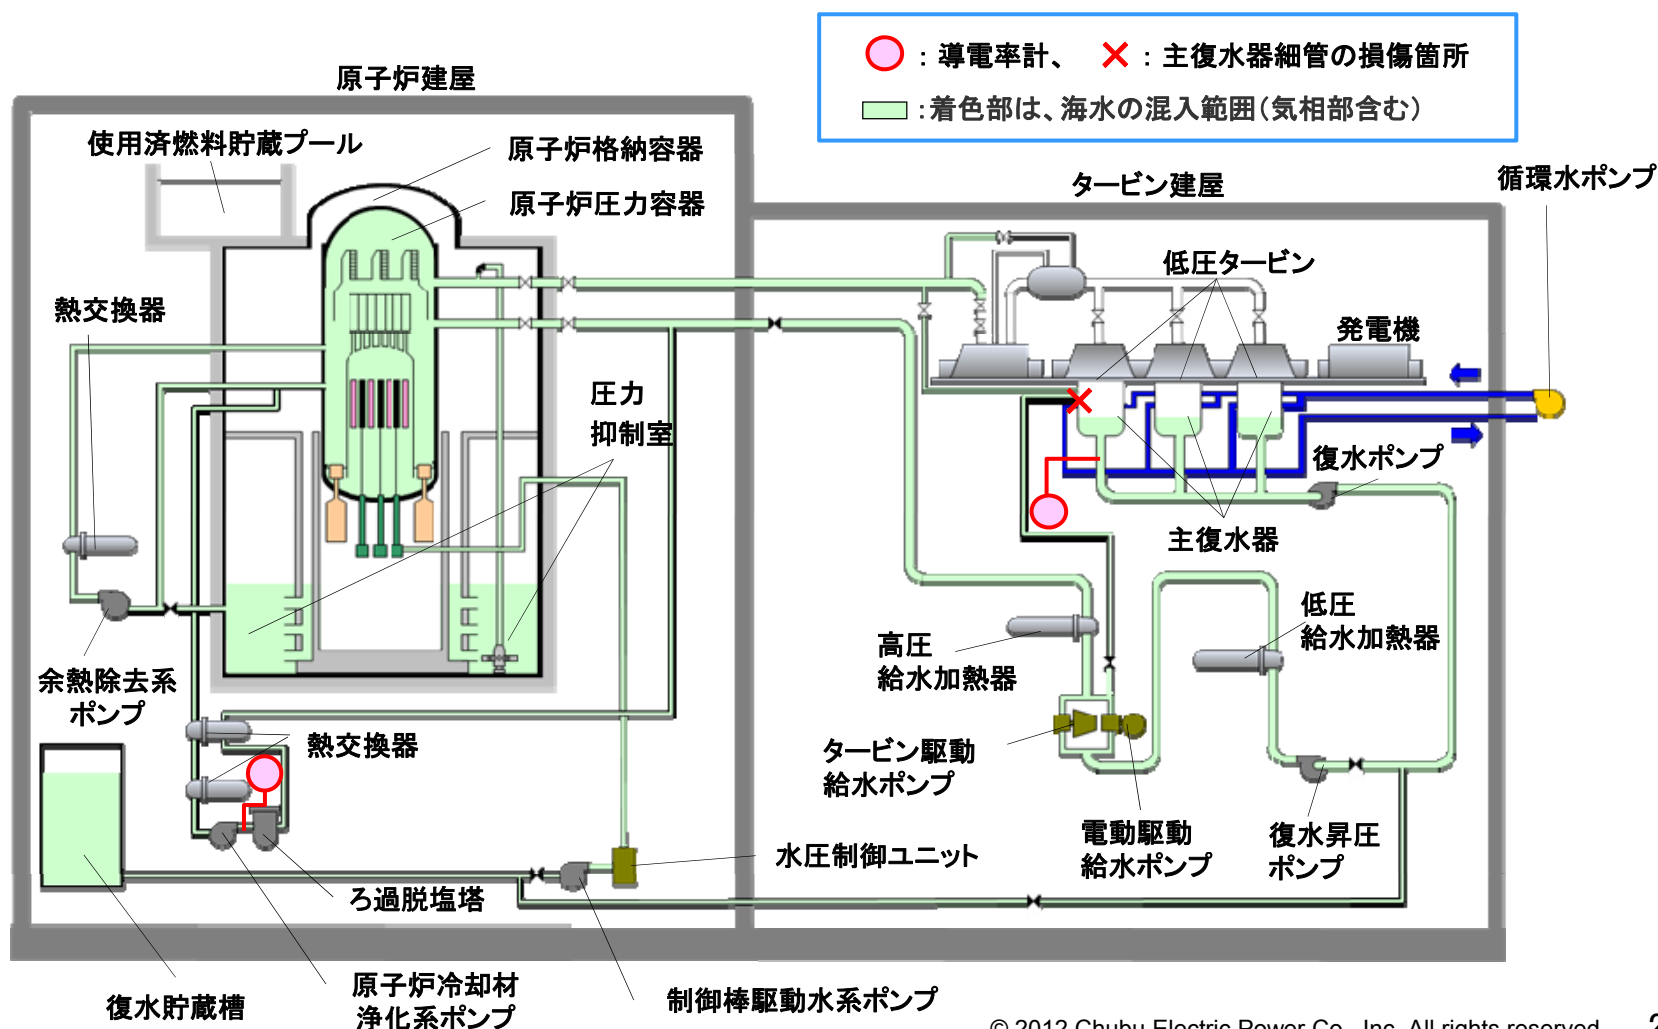 ：導電率計、　：主復水器細管の損傷箇所
：着色部は、海水の混入範囲（気相部含む）
原子炉建屋
使用済燃料貯蔵プール
原子炉格納容器
原子炉圧力容器
タービン建屋
循環水ポンプ
低圧タービン
熱交換器
発電機
圧力
抑制室
復水ポンプ
主復水器
低圧
給水加熱器
高圧
給水加熱器
余熱除去系
ポンプ
熱交換器
タービン駆動
給水ポンプ
電動駆動
給水ポンプ
復水昇圧
ポンプ
水圧制御ユニット
ろ過脱塩塔
復水貯蔵槽
原子炉冷却材
浄化系ポンプ
制御棒駆動水系ポンプ
© 2012 Chubu Electric Power Co., Inc. All rights reserved.